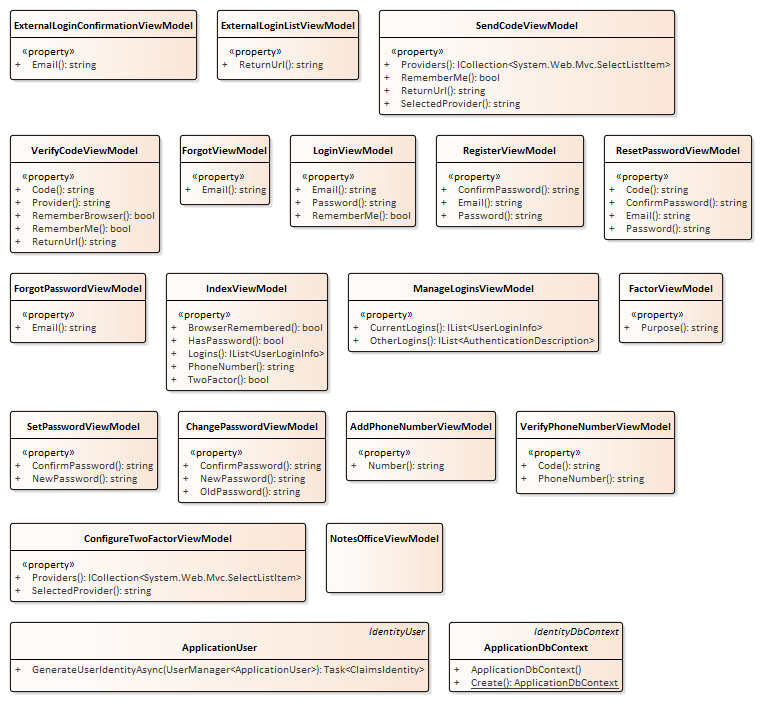 ExternalLoginConfirmationViewModel
«property»
+ Email(): string
ExternalLoginListViewModel
«property»
+ ReturnUrl(): string
SendCodeViewModel
«property»
+ Providers(): ICollection<System.Web.Mvc.SelectListItem>
+ RememberMe(): bool
+ ReturnUrl(): string
+ SelectedProvider(): string
VerifyCodeViewModel
«property»
+ Code(): string
+ Provider(): string
+ RememberBrowser(): bool
+ RememberMe(): bool
+ ReturnUrl(): string
ForgotViewModel
«property»
+ Email(): string
LoginViewModel
«property»
+ Email(): string
+ Password(): string
+ RememberMe(): bool
RegisterViewModel
«property»
+ ConfirmPassword(): string
+ Email(): string
+ Password(): string
ResetPasswordViewModel
«property»
+ Code(): string
+ ConfirmPassword(): string
+ Email(): string
+ Password(): string
ForgotPasswordViewModel
«property»
+ Email(): string
IndexViewModel
«property»
+ BrowserRemembered(): bool
+ HasPassword(): bool
+ Logins(): IList<UserLoginInfo>
+ PhoneNumber(): string
+ TwoFactor(): bool
ManageLoginsViewModel
«property»
+ CurrentLogins(): IList<UserLoginInfo>
+ OtherLogins(): IList<AuthenticationDescription>
FactorViewModel
«property»
+ Purpose(): string
SetPasswordViewModel
«property»
+ ConfirmPassword(): string
+ NewPassword(): string
ChangePasswordViewModel
«property»
+ ConfirmPassword(): string
+ NewPassword(): string
+ OldPassword(): string
AddPhoneNumberViewModel
«property»
+ Number(): string
VerifyPhoneNumberViewModel
«property»
+ Code(): string
+ PhoneNumber(): string
ConfigureTwoFactorViewModel
«property»
+ Providers(): ICollection<System.Web.Mvc.SelectListItem>
+ SelectedProvider(): string
NotesOfficeViewModel
IdentityUser
ApplicationUser
+ GenerateUserIdentityAsync(UserManager<ApplicationUser>): Task<ClaimsIdentity>
IdentityDbContext
ApplicationDbContext
+ ApplicationDbContext()
+ Create(): ApplicationDbContext